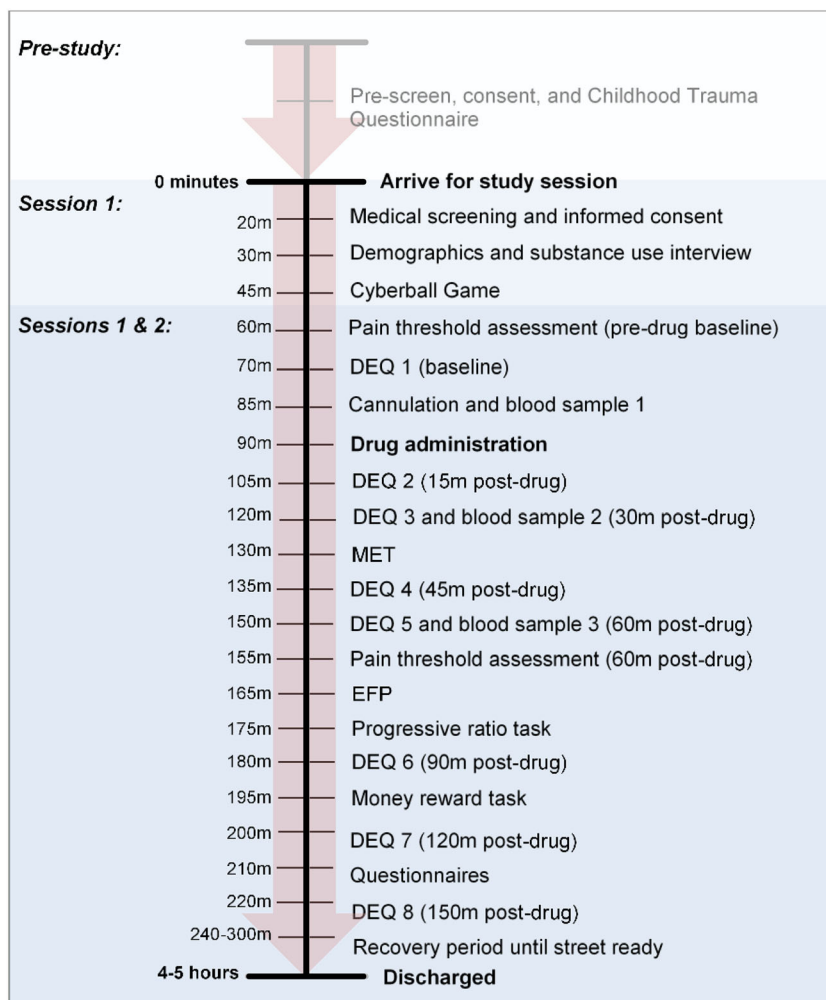 Pre-study:
Pre-screen, consent, and Childhood Trauma
Questionnaire
0 minutes Arrive for study session
Session 1:
20m Medical screening and informed consent
30m Demographics and substance use interview
45m Cyberball Game
Sessions 1 & 2:
60m Pain threshold assessment (pre-drug baseline)
70m DEQ 1 (baseline)
85m Cannulation and blood sample 1
90m Drug administration
105m DEQ 2 (15m post-drug)
120m DEQ 3 and blood sample 2 (30m post-drug)
130m MET
135m DEQ 4 (45m post-drug)
150m DEQ 5 and blood sample 3 (60m post-drug)
155m Pain threshold assessment (60m post-drug)
165m EFP
175m Progressive ratio task
180m DEQ 6 (90m post-drug)
195m Money reward task
200m DEQ 7 (120m post-drug)
210m Questionnaires
220m DEQ 8 (150m post-drug)
240-300m Recovery period until street ready
4-5 hours Discharged